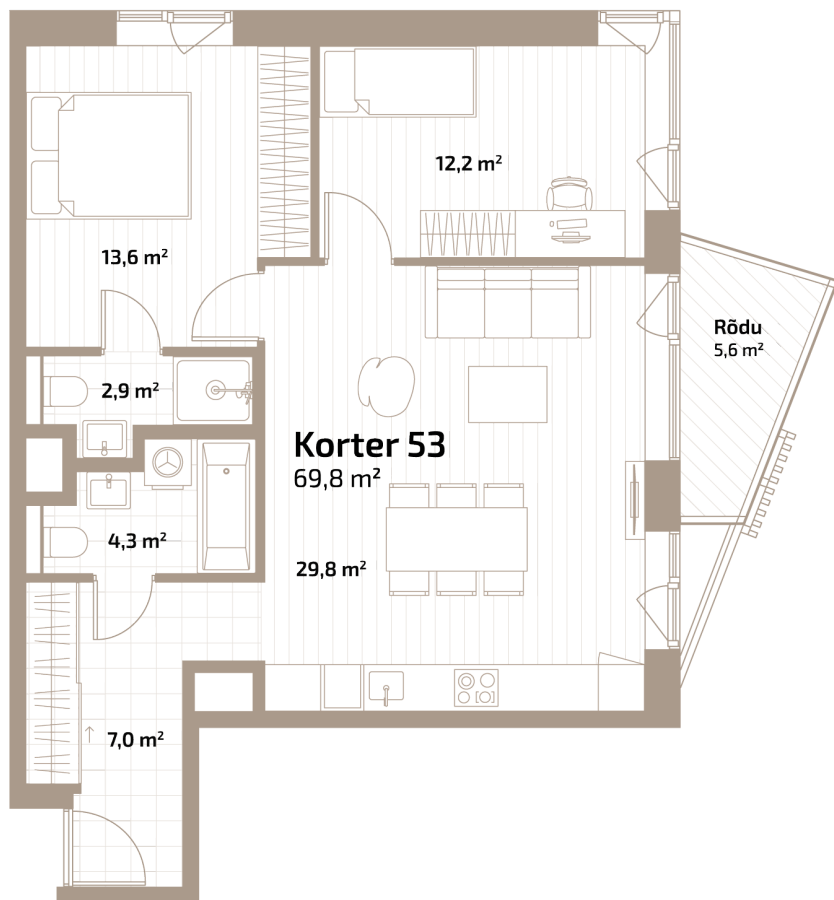 12,2 m²
13,6 m²
Rõdu
5,6 m²
2,9 m²
Korter 53
69,8 m²
4,3 m²
29,8 m²
7,0 m²